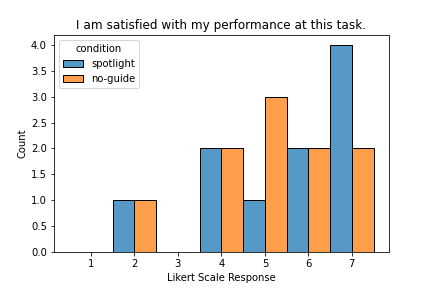 I am satisfied with my performance at this task.
condition
spotlight
no-guide
4.0
3.5
3.0
2.5
2.0
1.5
1.0
0.5
0.0
Count
1 2 3 4 5 6 7
Likert Scale Response